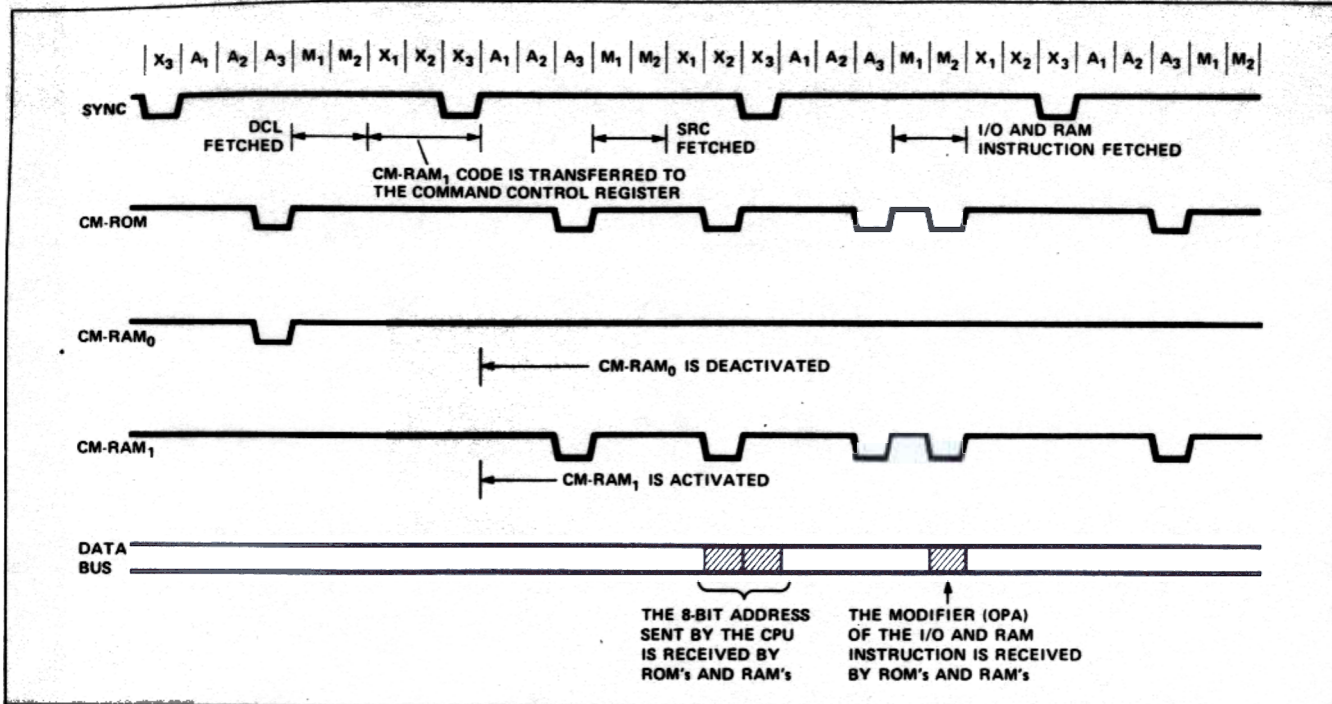 X3 A1 A2 A3 M1 M2 X1 X2 X3 A1 A2 A3 M1 M2 X1 X2 X3 A1 A2 A3 M1 M2 X1 X2 X3 A1 A2 A3 M1 M2
SYNC
DCL
FETCHED
SRC
FETCHED
I/O AND RAM
INSTRUCTION FETCHED
CM-RAM1 CODE IS TRANSFERRED TO
THE COMMAND CONTROL REGISTER
CM-ROM
CM-RAM0
CM-RAM0 IS DEACTIVATED
CM-RAM1
CM-RAM1 IS ACTIVATED
DATA
BUS
THE 8-BIT ADDRESS
SENT BY THE CPU
IS RECEIVED BY
ROM's AND RAM's
THE MODIFIER (OPA)
OF THE I/O AND RAM
INSTRUCTION IS RECEIVED
BY ROM's AND RAM's